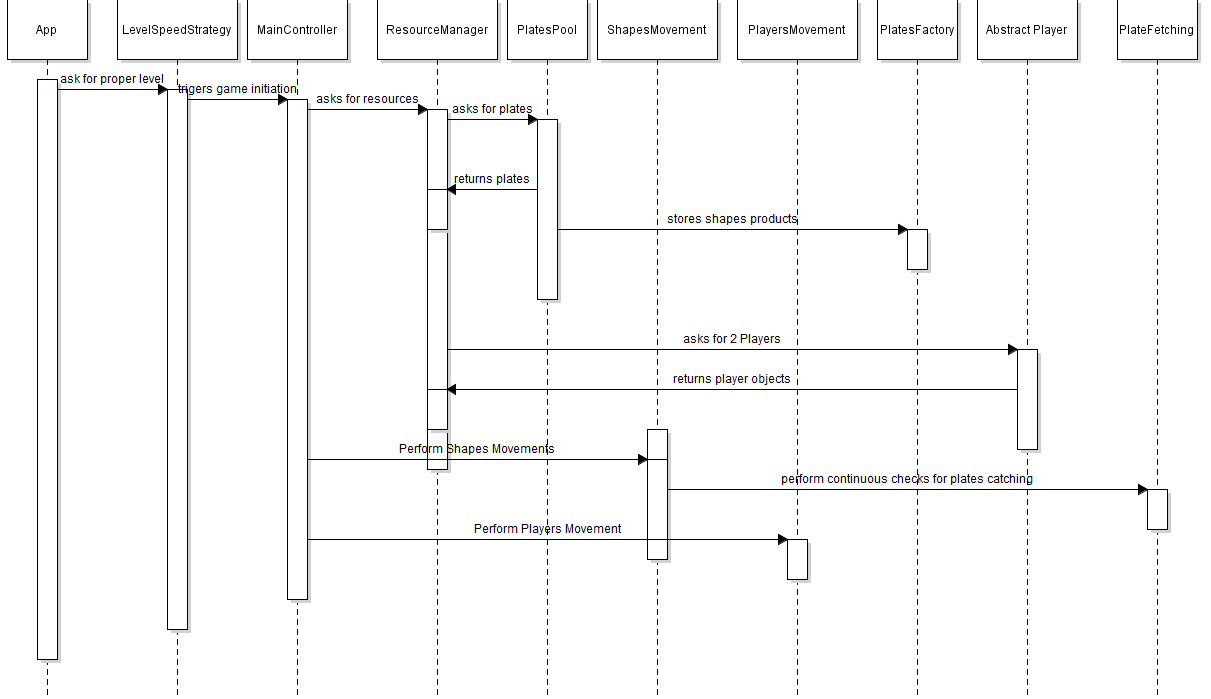 App
LevelSpeedStrategy
MainController
ResourceManager
PlatesPool
ShapesMovement
PlayersMovement
PlatesFactory
Abstract Player
PlateFetching
ask for proper level
trigers game initiation
asks for resources
asks for plates
returns plates
stores shapes products
asks for 2 Players
returns player objects
Perform Shapes Movements
perform continuous checks for plates catching
Perform Players Movement